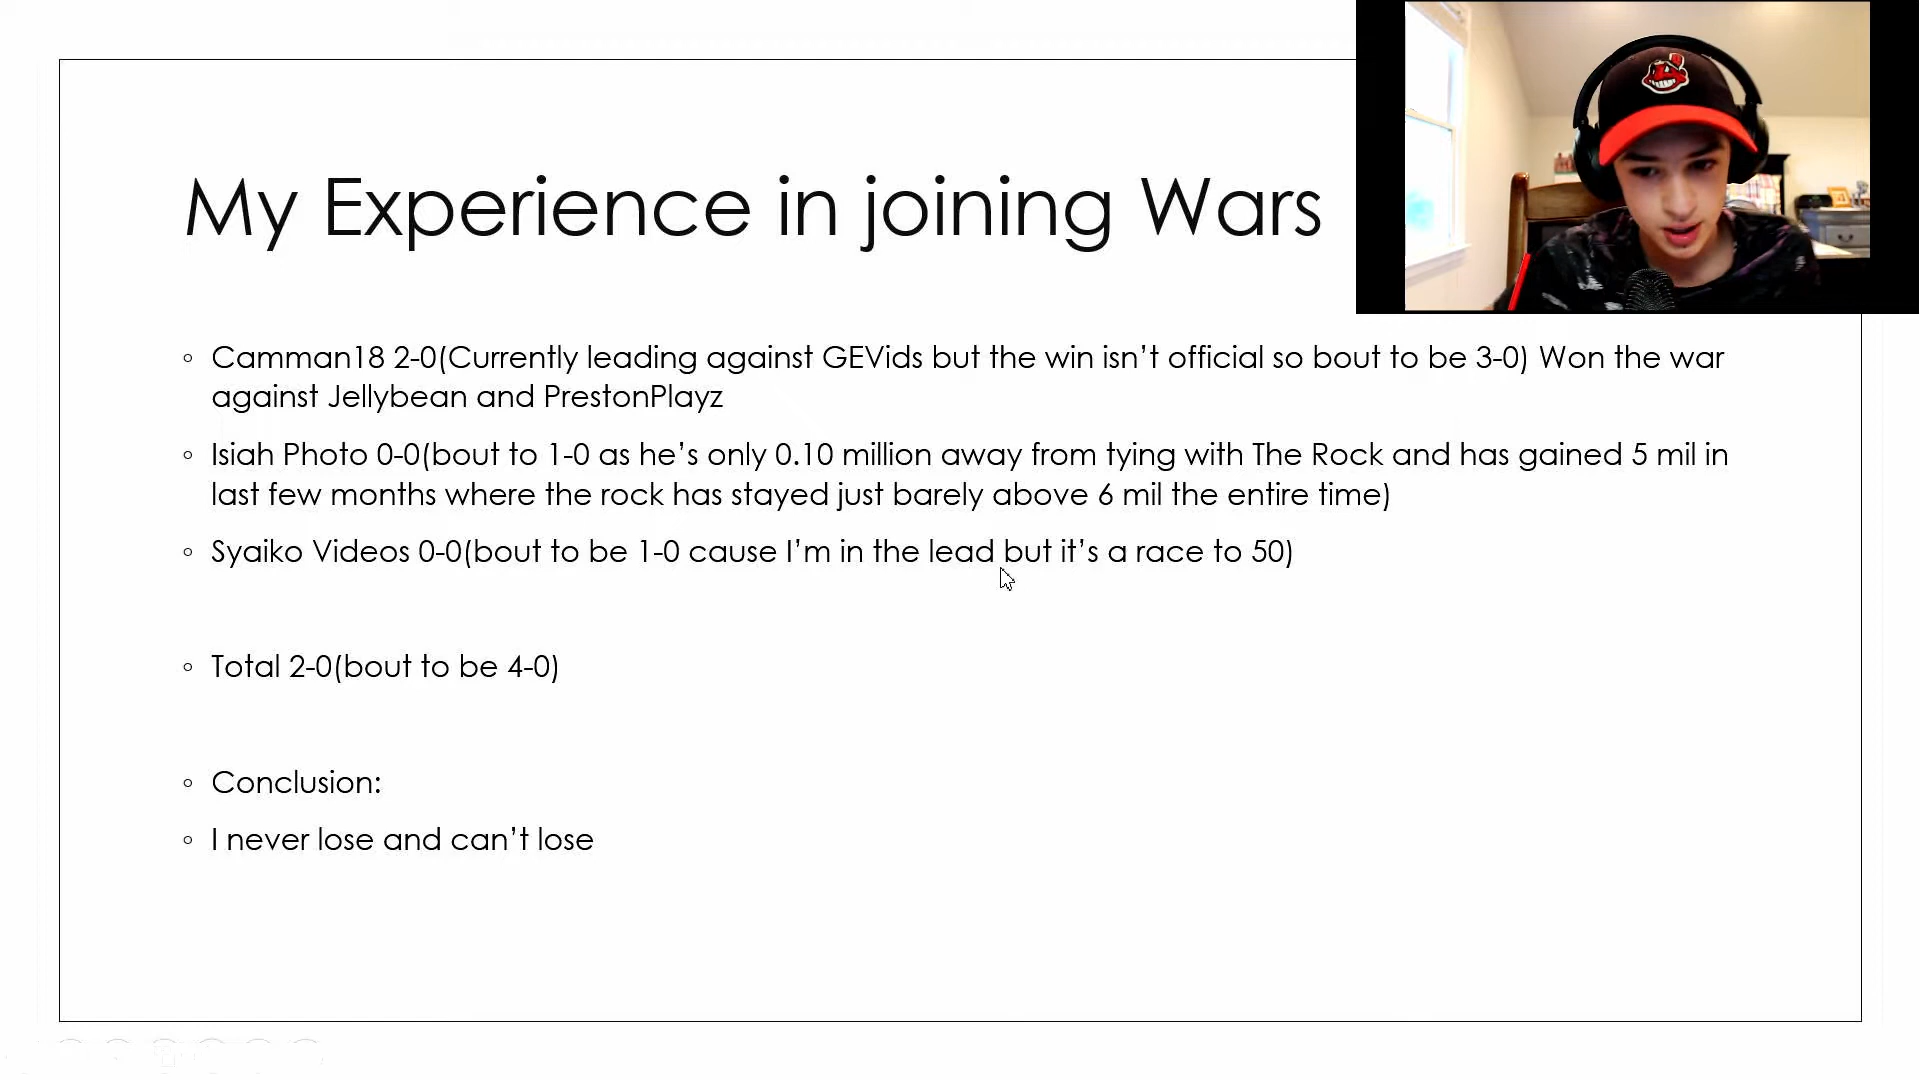 My Experience in joining Wars
Camman18 2-0(Currently leading against GEVids but the win isn't official so bout to be 3-0) Won the war
against Jellybean and PrestonPlayz
Isiah Photo 0-0(bout to 1-0 as he's only 0.10 million away from tying with The Rock and has gained 5 mil in
last few months where the rock has stayed just barely above 6 mil the entire time)
Syaiko Videos 0-0(bout to be 1-0 cause I'm in the lead but it's a race to 50)
Total 2-0(bout to be 4-0)
Conclusion:
I never lose and can't lose